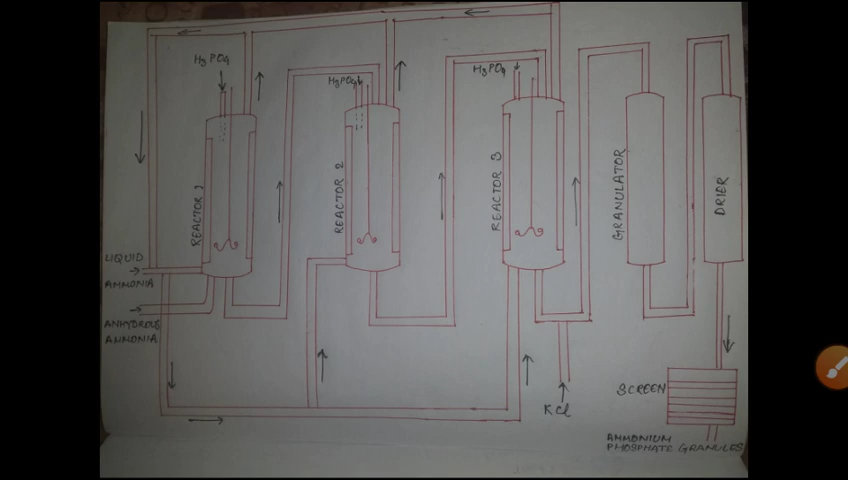 H3PO4
H3PO4
H3PO4
REACTOR 1
REACTOR 2
REACTOR 3
GRANULATOR
DRIER
LIQUID
AMMONIA
ANHYDROUS
AMMONIA
KCl
SCREEN
AMMONIUM
PHOSPHATE GRANULES